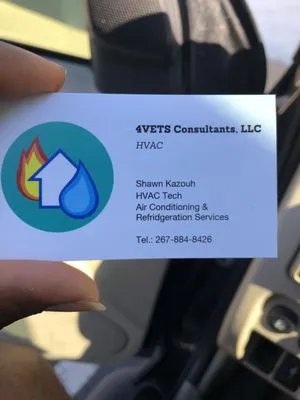 4VETS Consultants, LLC
HVAC
Shawn Kazouh
HVAC Tech
Air Conditioning &
Refridgeration Services
Tel.: 267-884-8426